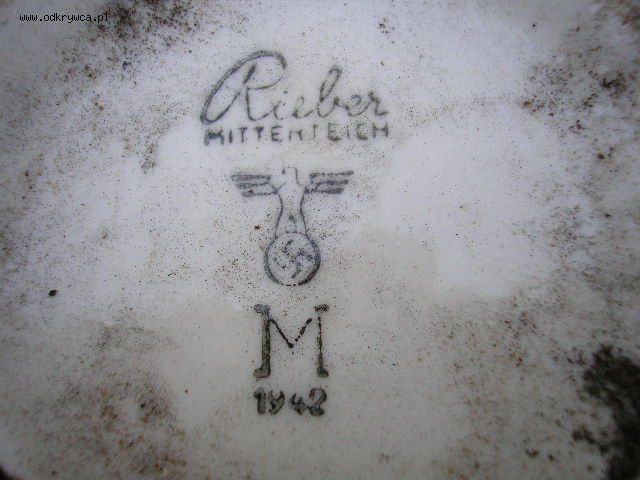 www.odkrywca.pl
Rieber
MITTERTEICH
M
1942